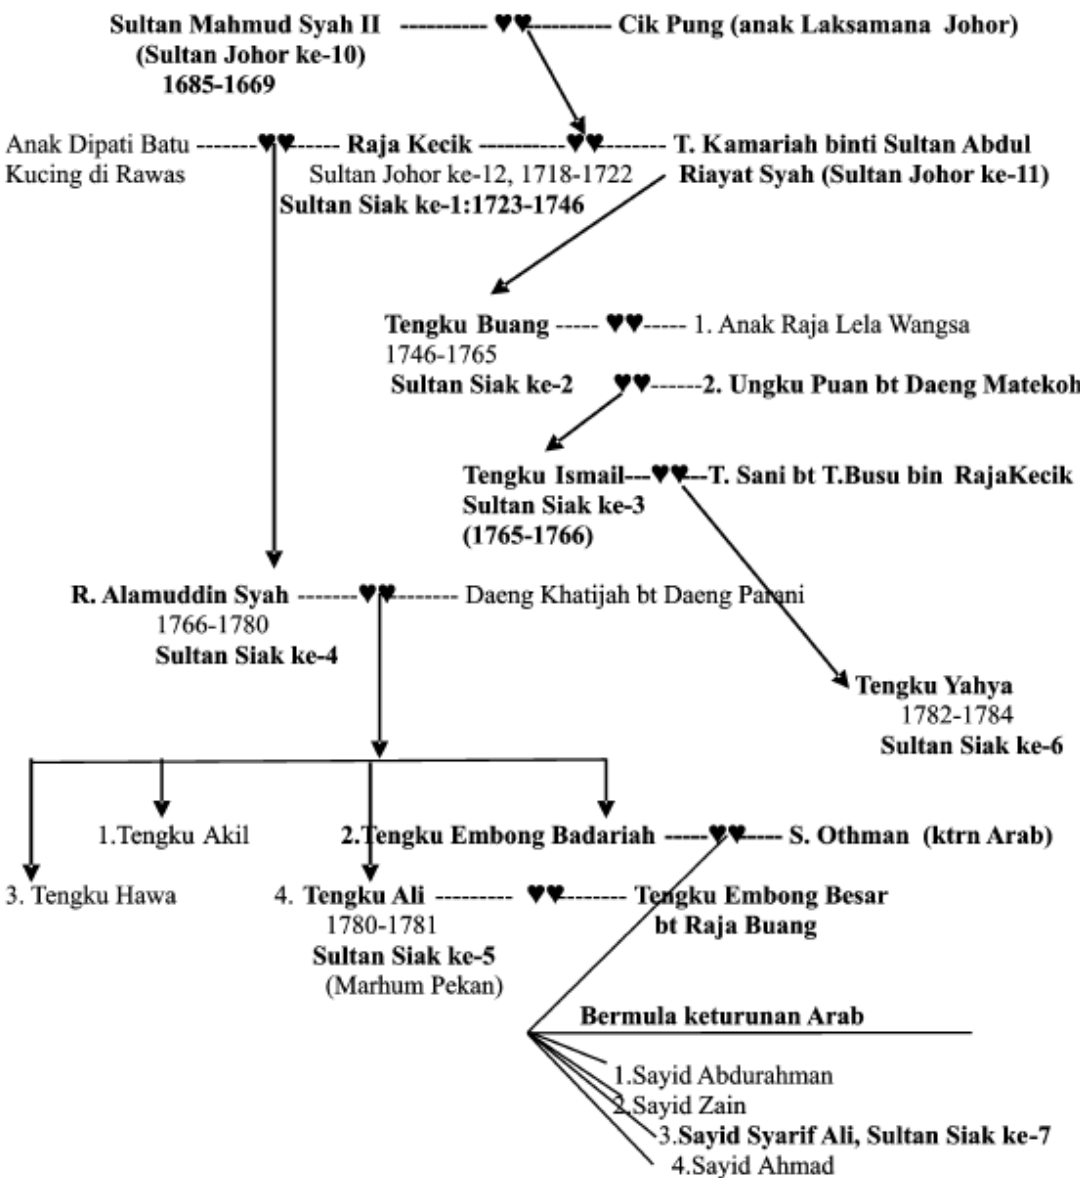 Sultan Mahmud Syah II ----------- ♥♥----------- Cik Pung (anak Laksamana Johor)
(Sultan Johor ke-10)
1685-1669
Anak Dipati Batu -------♥♥----- Raja Kecik ----------♥♥-------- T. Kamariah binti Sultan Abdul
Kucing di Rawas Sultan Johor ke-12, 1718-1722 Riayat Syah (Sultan Johor ke-11)
Sultan Siak ke-1:1723-1746
Tengku Buang ----- ♥♥----- 1. Anak Raja Lela Wangsa
1746-1765
Sultan Siak ke-2 ♥♥------2. Ungku Puan bt Daeng Matekoh
Tengku Ismail---♥♥---T. Sani bt T.Busu bin RajaKecik
Sultan Siak ke-3
(1765-1766)
R. Alamuddin Syah -------♥♥-------- Daeng Khatijah bt Daeng Parani
1766-1780
Sultan Siak ke-4
Tengku Yahya
1782-1784
Sultan Siak ke-6
1.Tengku Akil 2.Tengku Embong Badariah -----♥♥----- S. Othman (ktrn Arab)
3. Tengku Hawa 4. Tengku Ali --------- ♥♥-------- Tengku Embong Besar
1780-1781 bt Raja Buang
Sultan Siak ke-5
(Marhum Pekan)
Bermula keturunan Arab
1.Sayid Abdurahman
2.Sayid Zain
3.Sayid Syarif Ali, Sultan Siak ke-7
4.Sayid Ahmad